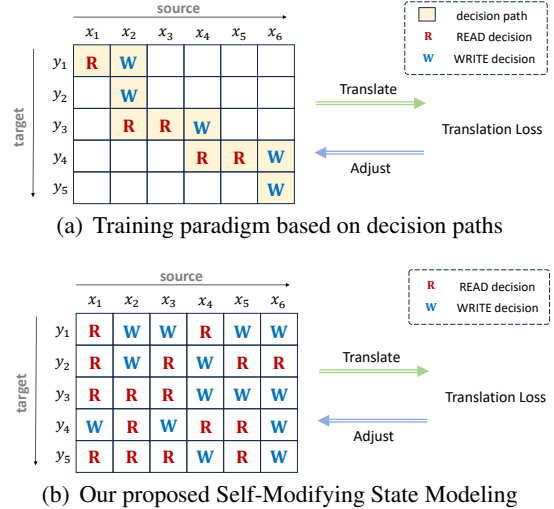 source
decision path
READ decision
WRITE decision
x1 x2 x3 x4 x5 x6
target
y1 R W
y2 W
y3 R R W
y4 R R W
y5 W
Translate
Translation Loss
Adjust
(a) Training paradigm based on decision paths
source
R READ decision
W WRITE decision
x1 x2 x3 x4 x5 x6
target
y1 R W W R W W
y2 R W R W R R
y3 R R R W W W
y4 W R W R R W
y5 R R R W R W
Translate
Translation Loss
Adjust
(b) Our proposed Self-Modifying State Modeling